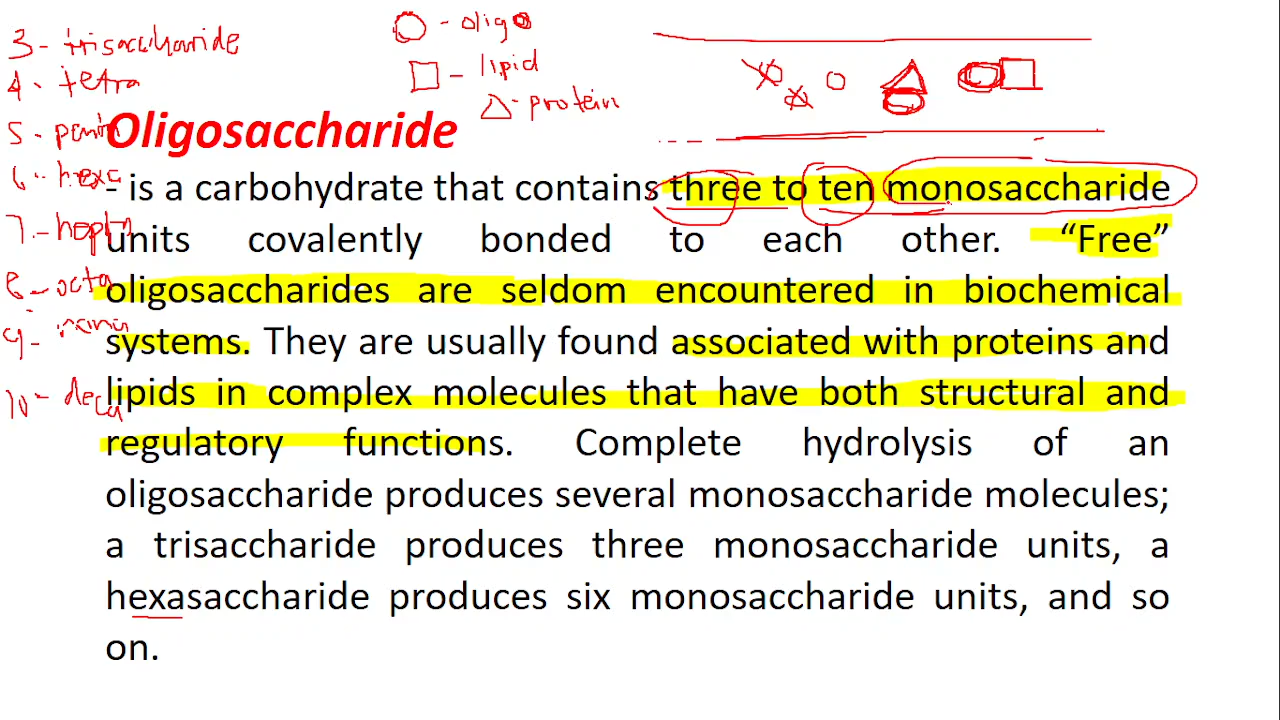 3 - trisaccharide
4 - tetra
5 - penta
6 - hexa
7 - hepta
8 - octa
9 - nona
10 - deca
- oligo
- lipid
- protein
Oligosaccharide
- is a carbohydrate that contains three to ten monosaccharide
units covalently bonded to each other. “Free”
oligosaccharides are seldom encountered in biochemical
systems. They are usually found associated with proteins and
lipids in complex molecules that have both structural and
regulatory functions. Complete hydrolysis of an
oligosaccharide produces several monosaccharide molecules;
a trisaccharide produces three monosaccharide units, a
hexasaccharide produces six monosaccharide units, and so
on.